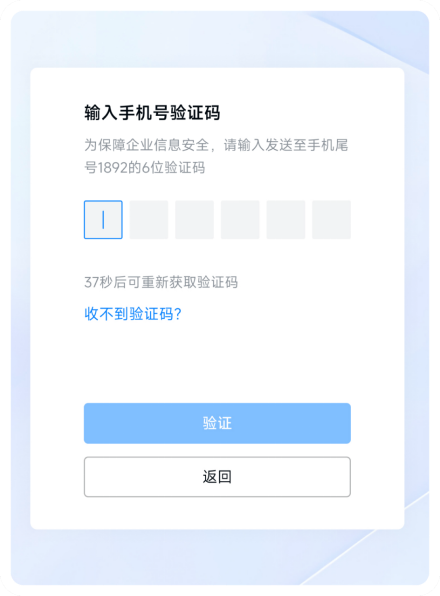 输入手机号验证码
为保障企业信息安全，请输入发送至手机尾
号1892的6位验证码
37秒后可重新获取验证码
收不到验证码?
验证
返回